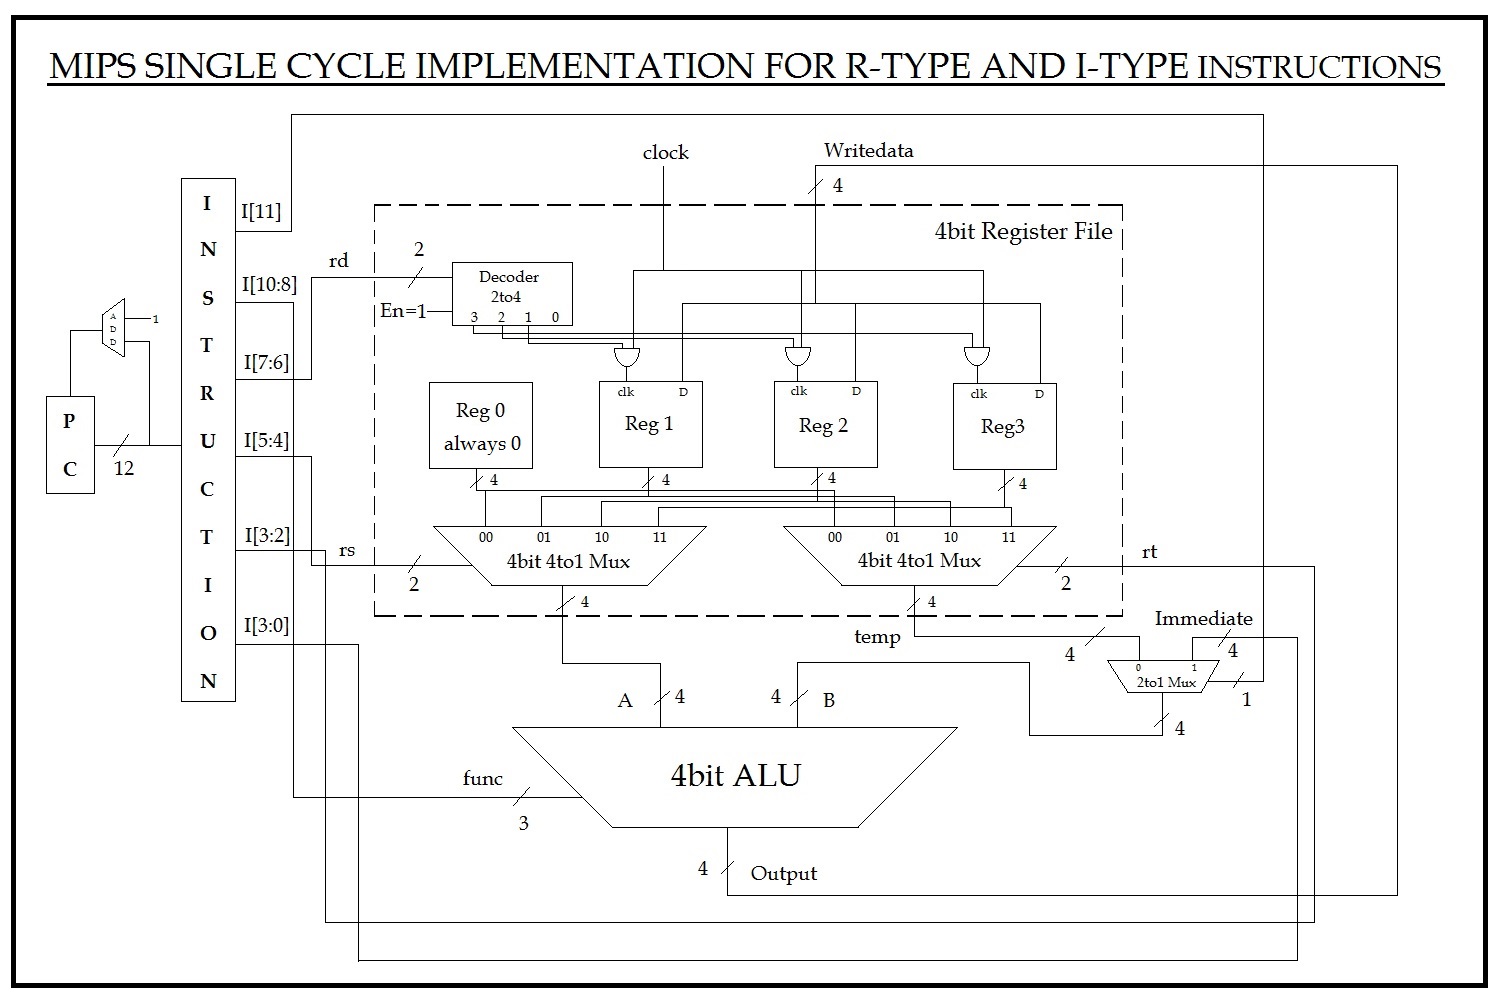 MIPS SINGLE CYCLE IMPLEMENTATION FOR R-TYPE AND I-TYPE INSTRUCTIONS
clock
Writedata
4
4bit Register File
I
N
S
T
R
U
C
T
I
O
N
I[11]
I[10:8]
I[7:6]
I[5:4]
I[3:2]
I[3:0]
rd
2
Decoder
2to4
En=1
3 2 1 0
A
D
D
1
P
C
12
Reg 0
always 0
clk D
Reg 1
clk D
Reg 2
clk D
Reg3
4
4
4
4
00 01 10 11
4bit 4to1 Mux
00 01 10 11
4bit 4to1 Mux
rs
2
rt
2
4
4
temp
4
Immediate
4
0 1
2to1 Mux
1
4
A
4
4
B
4bit ALU
func
3
4
Output